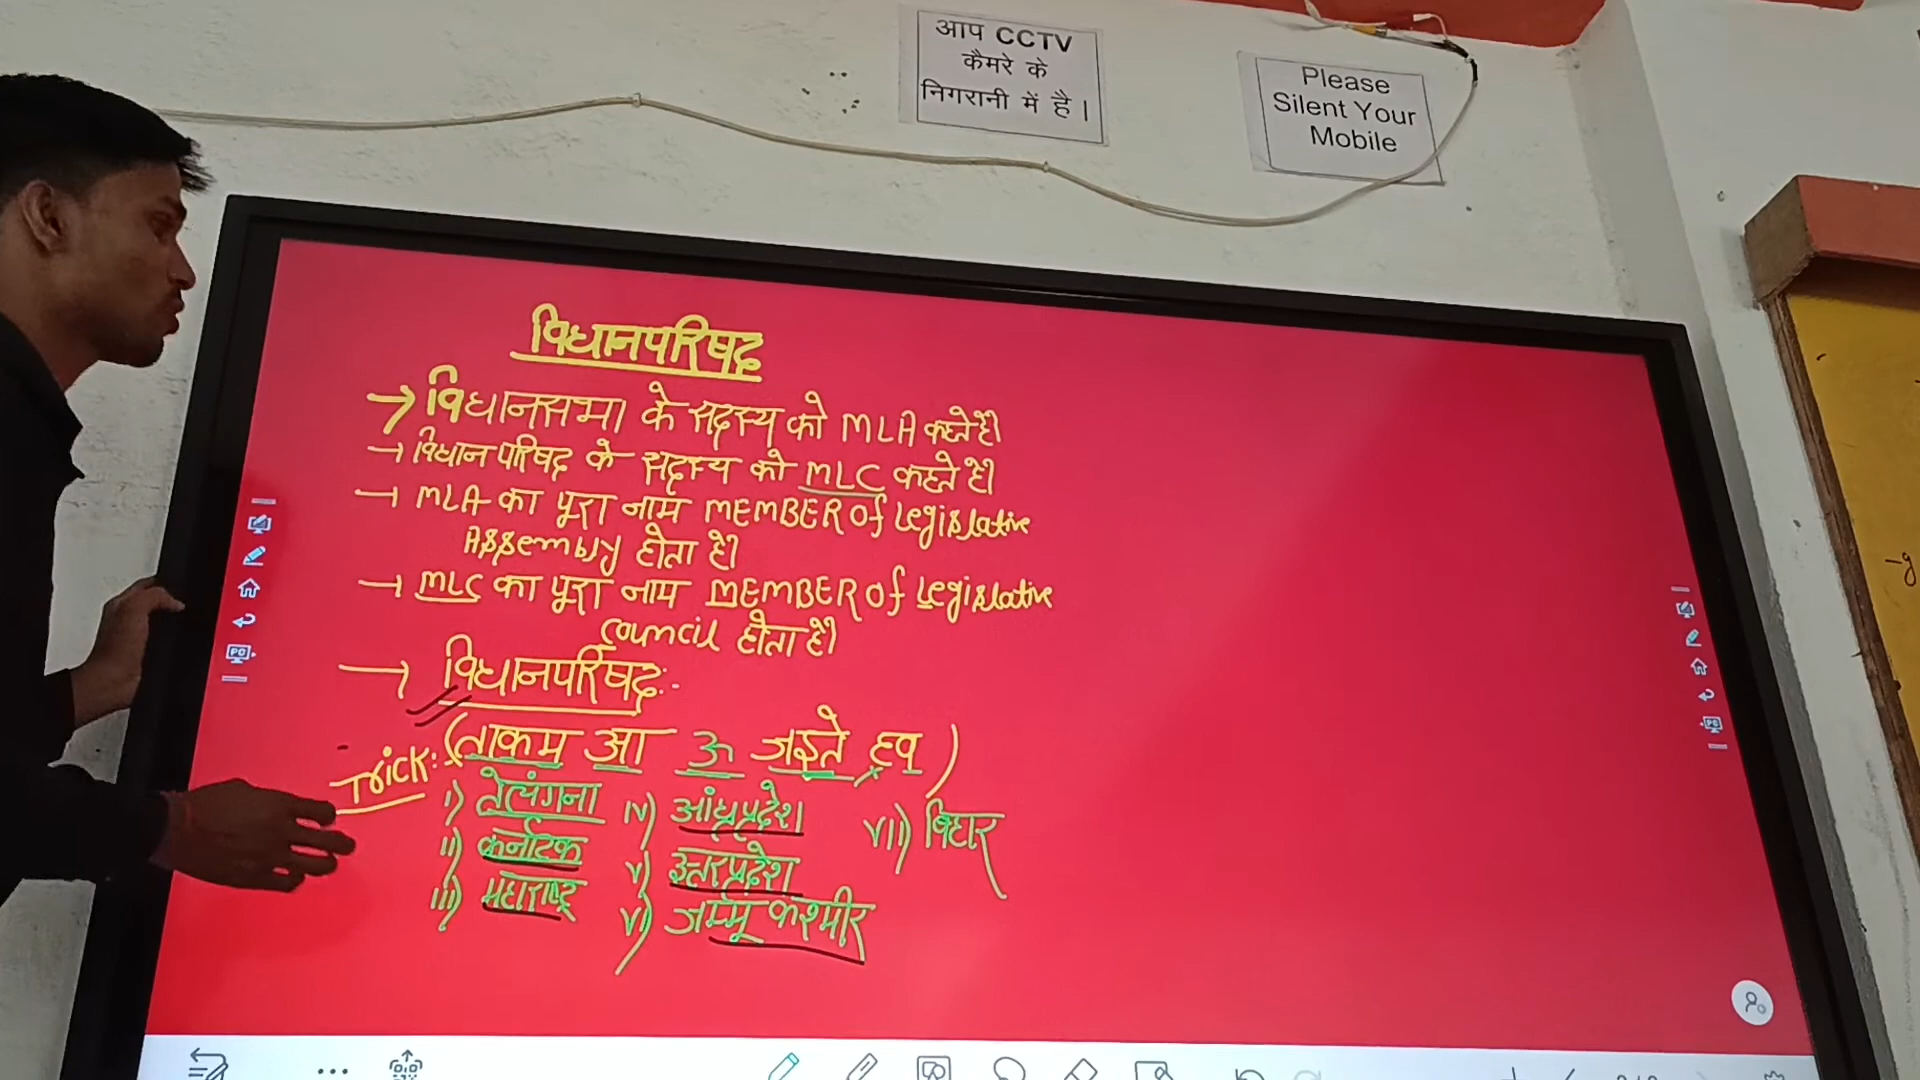 आप CCTV
कैमरे के
निगरानी में है।
Please
Silent Your
Mobile
विधानपरिषद
→ विधानसभा के सदस्य को MLA कहते हैं।
→ विधान परिषद के सदस्य को MLC कहते है।
→ MLA का पूरा नाम MEMBER Of Legislative
Assembly होता है।
→ MLC का पूरा नाम MEMBER Of Legislative
Council होता है।
→ विधानपरिषद:-
Trick: (ताकम आ ऊ जइते हव)
i) तेलंगना iv) आंध्रप्रदेश vii) बिहार
ii) कर्नाटक v) उत्तरप्रदेश
iii) महाराष्ट्र vi) जम्मू कश्मीर